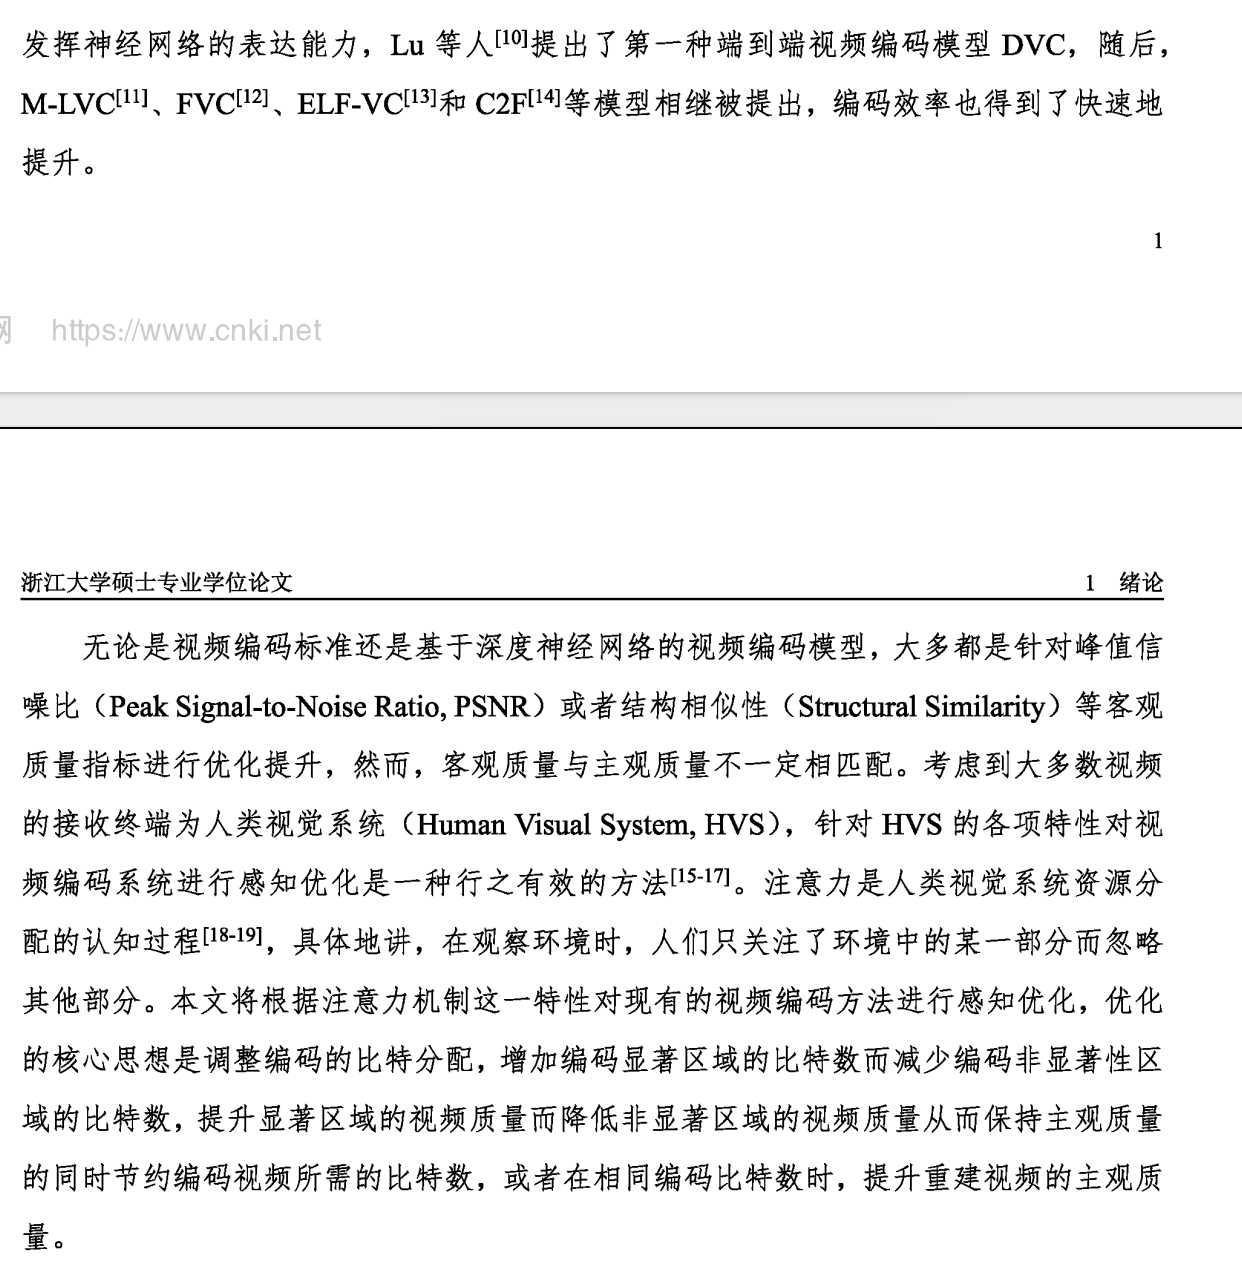 发挥神经网络的表达能力，Lu 等人[10]提出了第一种端到端视频编码模型 DVC，随后，
M-LVC[11]、FVC[12]、ELF-VC[13]和 C2F[14]等模型相继被提出，编码效率也得到了快速地
提升。
1
网 https://www.cnki.net
浙江大学硕士专业学位论文 1 绪论
无论是视频编码标准还是基于深度神经网络的视频编码模型，大多都是针对峰值信
噪比（Peak Signal-to-Noise Ratio, PSNR）或者结构相似性（Structural Similarity）等客观
质量指标进行优化提升，然而，客观质量与主观质量不一定相匹配。考虑到大多数视频
的接收终端为人类视觉系统（Human Visual System, HVS），针对 HVS 的各项特性对视
频编码系统进行感知优化是一种行之有效的方法[15-17]。注意力是人类视觉系统资源分
配的认知过程[18-19]，具体地讲，在观察环境时，人们只关注了环境中的某一部分而忽略
其他部分。本文将根据注意力机制这一特性对现有的视频编码方法进行感知优化，优化
的核心思想是调整编码的比特分配，增加编码显著区域的比特数而减少编码非显著性区
域的比特数，提升显著区域的视频质量而降低非显著区域的视频质量从而保持主观质量
的同时节约编码视频所需的比特数，或者在相同编码比特数时，提升重建视频的主观质
量。